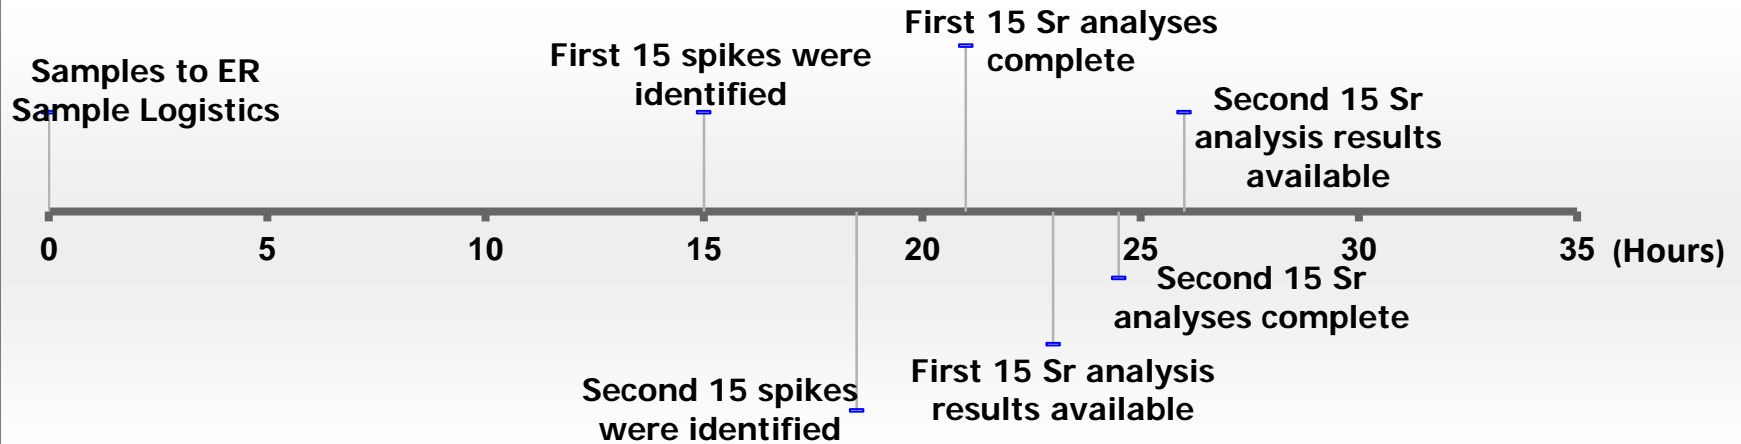 First 15 Sr analyses
complete
First 15 spikes were
identified
Samples to ER
Sample Logistics
Second 15 Sr
analysis results
available
0 5 10 15 20 25 30 35 (Hours)
Second 15 Sr
analyses complete
First 15 Sr analysis
results available
Second 15 spikes
were identified